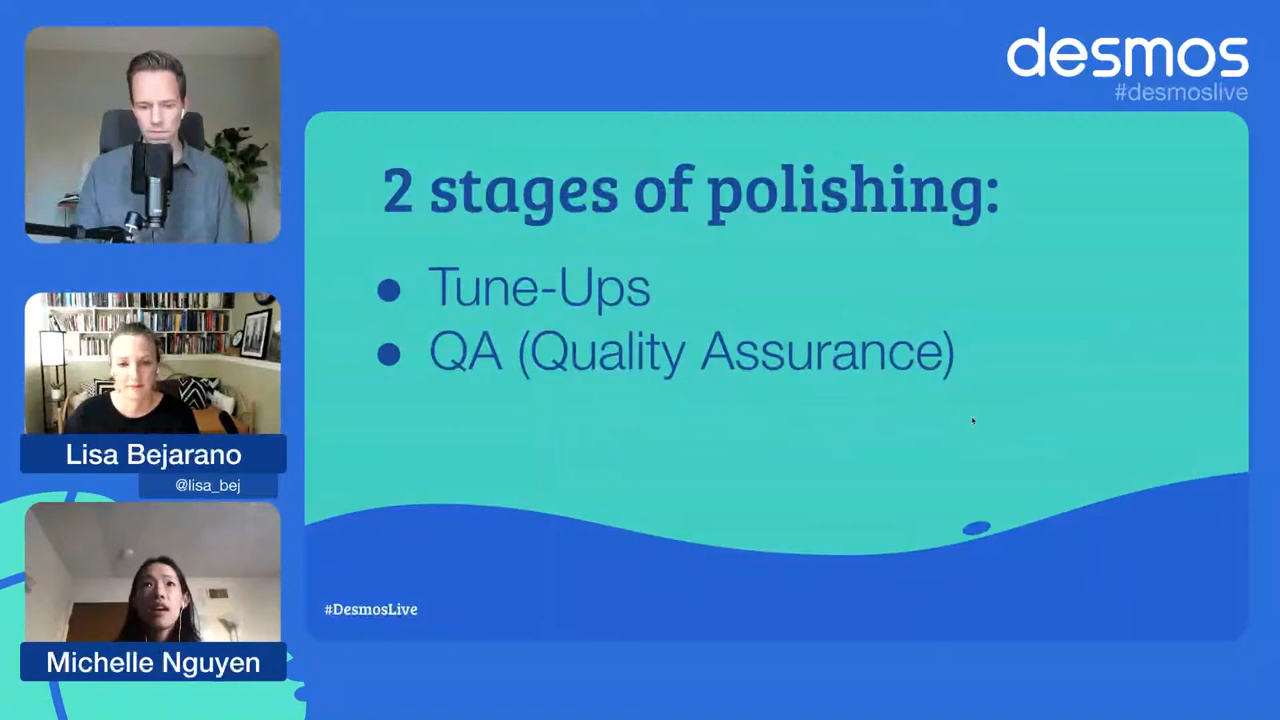 desmos
#desmoslive
2 stages of polishing:
● Tune-Ups
● QA (Quality Assurance)
#DesmosLive
Lisa Bejarano
@lisa_bej
Michelle Nguyen